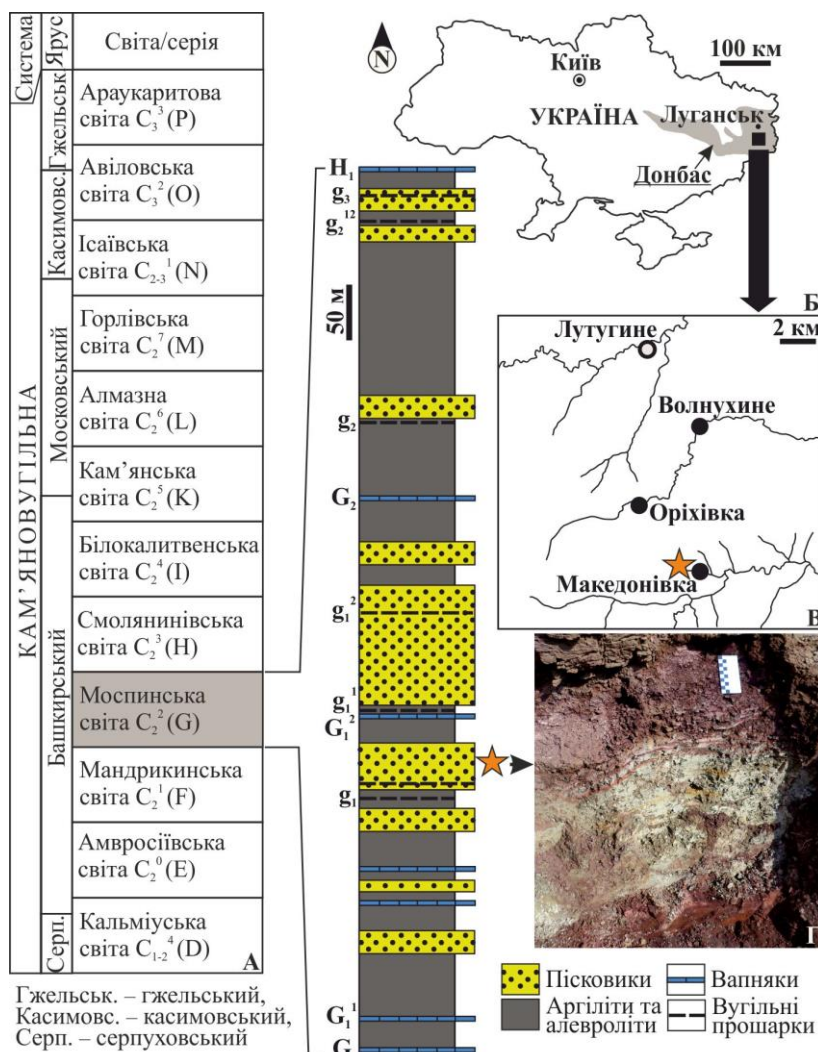 Система
Ярус
Світа/серія
КАМ’ЯНОВУГІЛЬНА
Гжельськ.
Касимовс.
Московський
Башкирський
Серп.
Араукаритова
світа C₃³(P)
Авіловська
світа C₃²(O)
Ісаївська
світа C₂₋₃¹(N)
Горлівська
світа C₂⁷(M)
Алмазна
світа C₂⁶(L)
Кам’янська
світа C₂⁵(K)
Білокалитвенська
світа C₂⁴(I)
Смолянинівська
світа C₂³(H)
Моспинська
світа C₂²(G)
Мандрикинська
світа C₂¹(F)
Амвросіївська
світа C₂⁰(E)
Кальміуська
світа C₁₋₂⁴(D)
А
Гжельськ. – гжельський,
Касимовс. – касимовський,
Серп. – серпуховський
50 м
H₁
g₃
g₂¹²
g₂
G₂
g₁²
g₁¹
G₁²
g₁
G₁¹
N
100 км
Київ
УКРАЇНА
Луганськ
Донбас
Б
2 км
Лутугине
Волнухине
Оріхівка
Македонівка
В
Г
Пісковики
Вапняки
Аргіліти та
алевроліти
Вугільні
прошарки